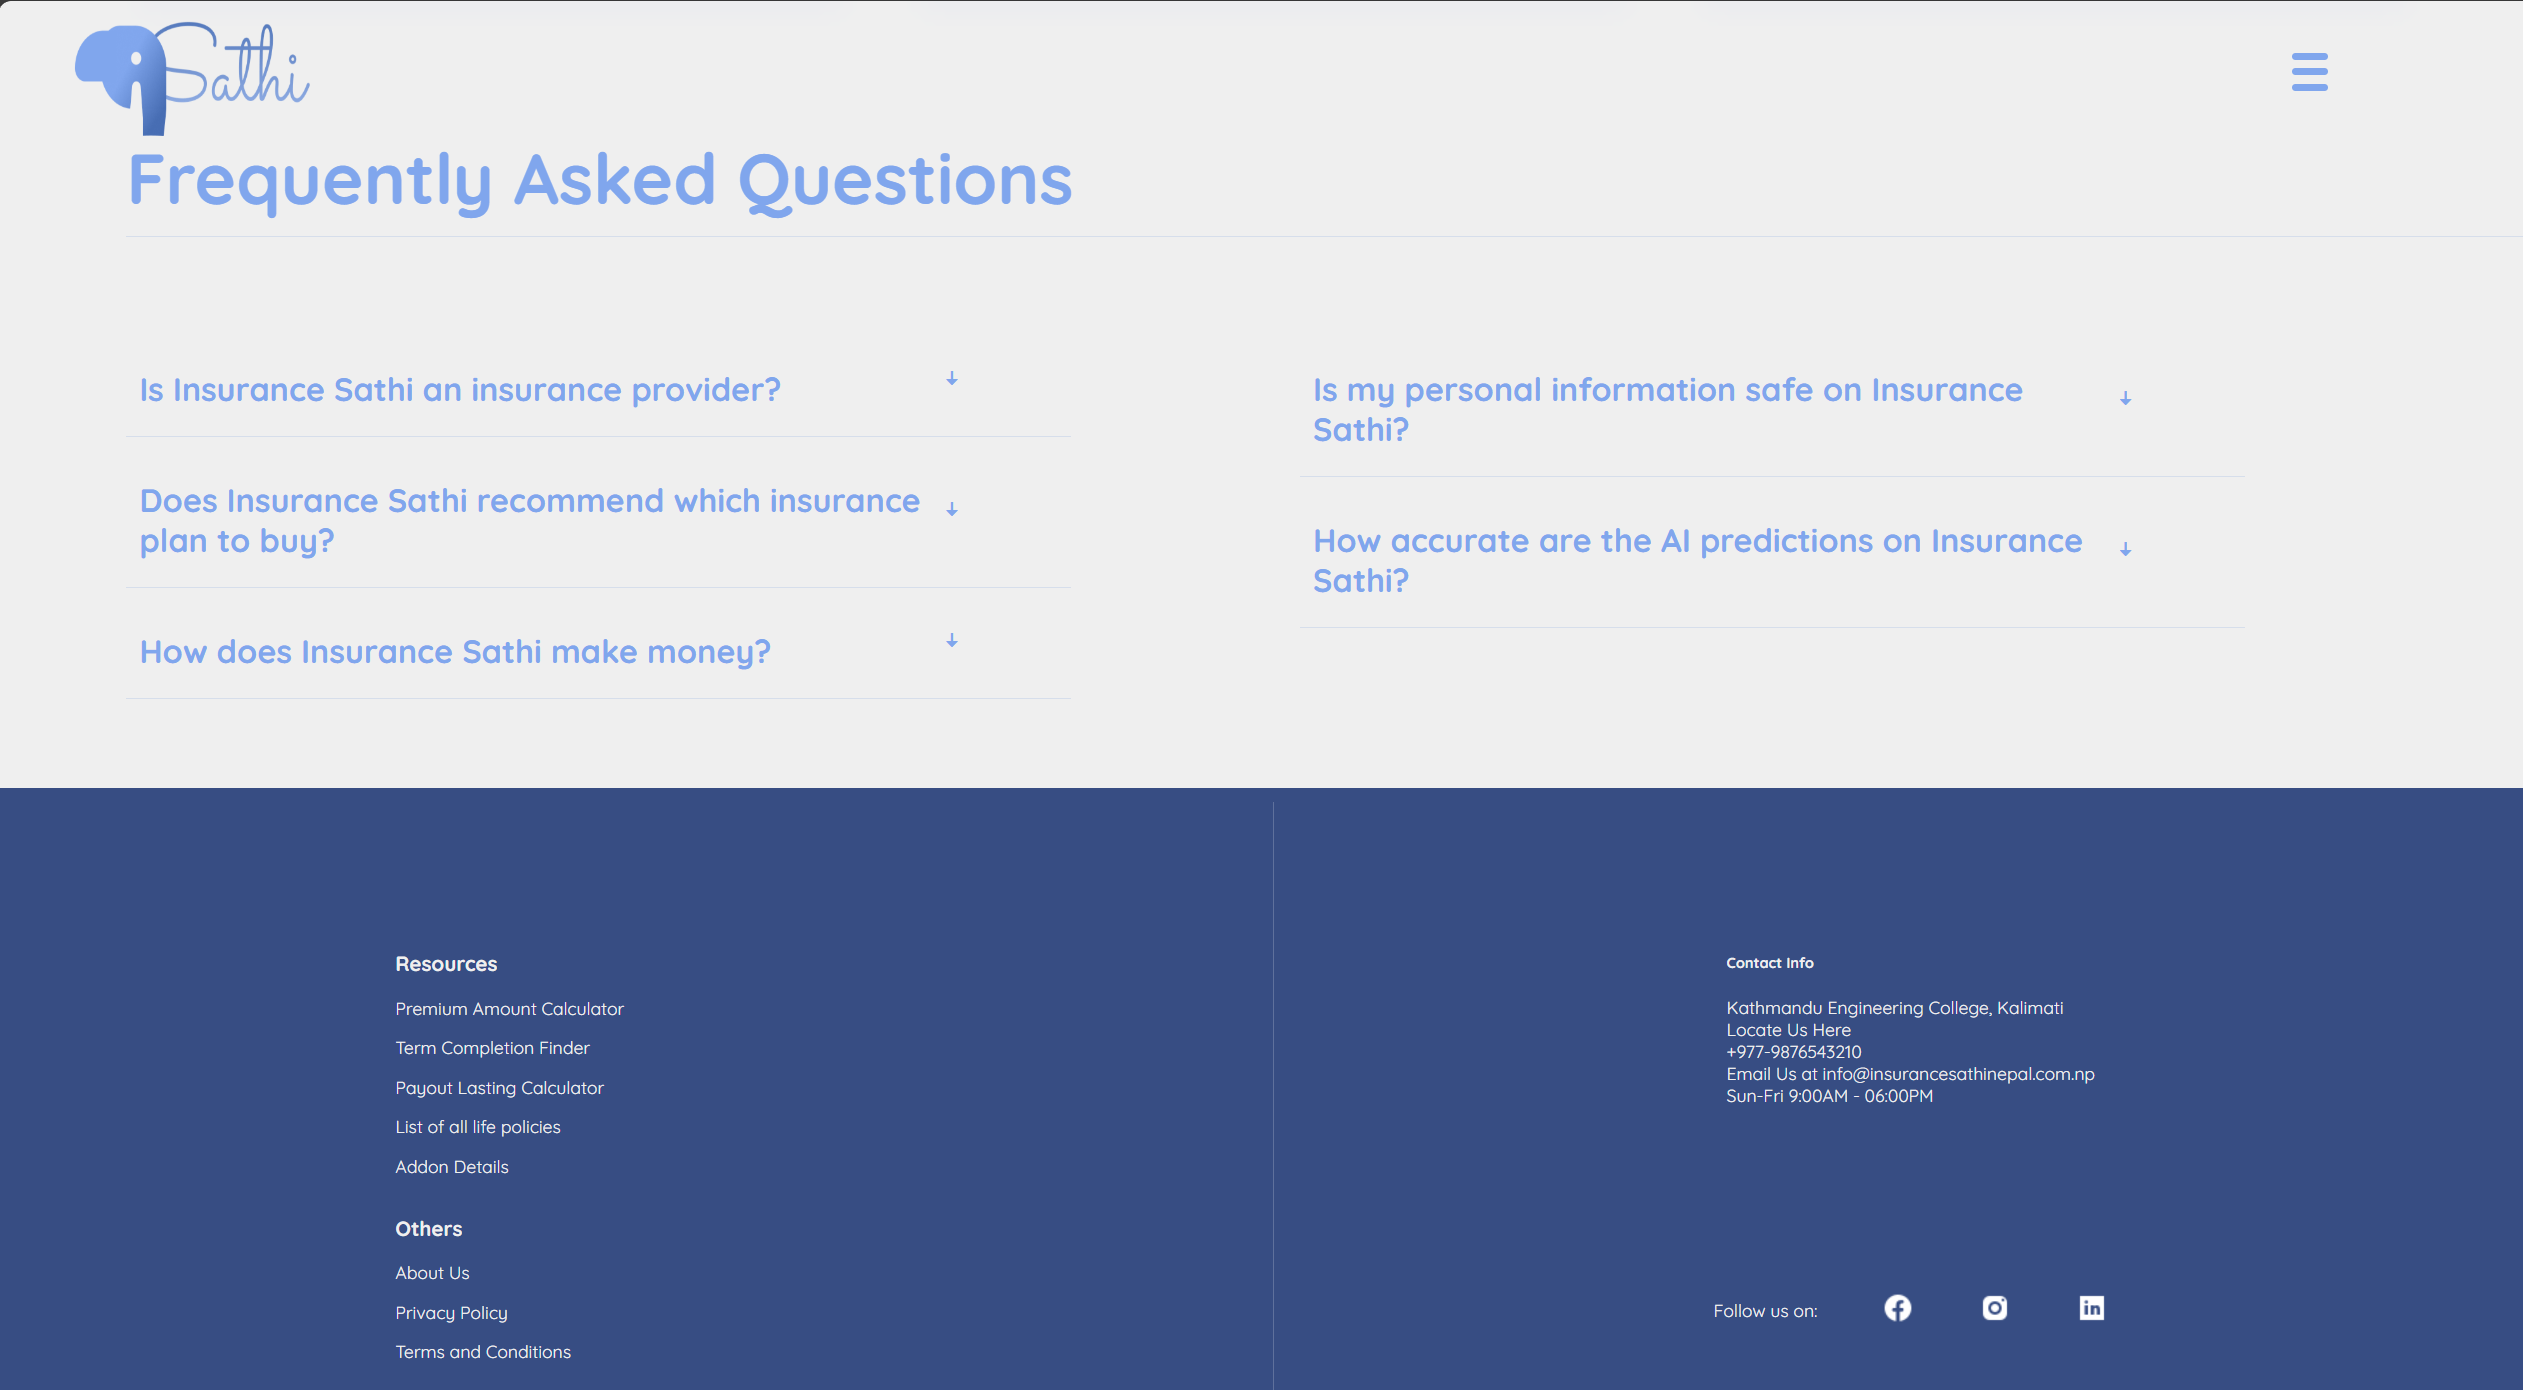 Sathi
Frequently Asked Questions
Is Insurance Sathi an insurance provider?
Does Insurance Sathi recommend which insurance
plan to buy?
How does Insurance Sathi make money?
Is my personal information safe on Insurance
Sathi?
How accurate are the AI predictions on Insurance
Sathi?
Resources
Premium Amount Calculator
Term Completion Finder
Payout Lasting Calculator
List of all life policies
Addon Details
Others
About Us
Privacy Policy
Terms and Conditions
Contact Info
Kathmandu Engineering College, Kalimati
Locate Us Here
+977-9876543210
Email Us at info@insurancesathinepal.com.np
Sun-Fri 9:00AM - 06:00PM
Follow us on:
in